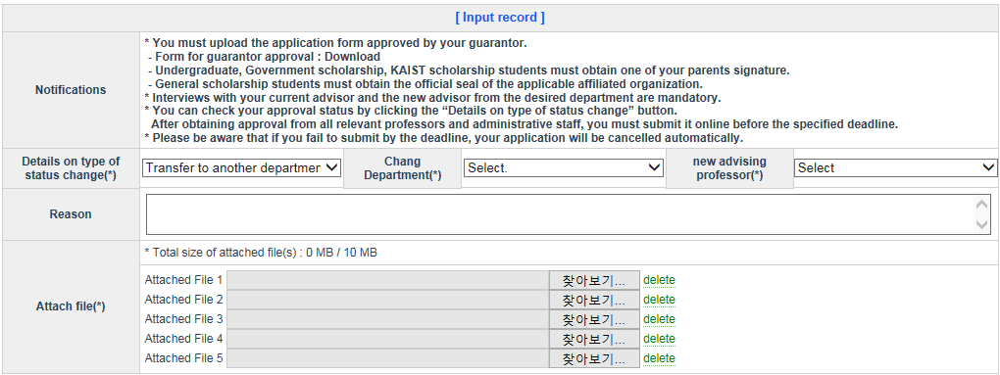 [ Input record ]
Notifications
* You must upload the application form approved by your guarantor.
- Form for guarantor approval : Download
- Undergraduate, Government scholarship, KAIST scholarship students must obtain one of your parents signature.
- General scholarship students must obtain the official seal of the applicable affiliated organization.
* Interviews with your current advisor and the new advisor from the desired department are mandatory.
* You can check your approval status by clicking the “Details on type of status change” button.
After obtaining approval from all relevant professors and administrative staff, you must submit it online before the specified deadline.
* Please be aware that if you fail to submit by the deadline, your application will be cancelled automatically.
Details on type of
status change(*)
Transfer to another departmer
Chang
Department(*)
Select.
new advising
professor(*)
Select
Reason
Attach file(*)
* Total size of attached file(s) : 0 MB / 10 MB
Attached File 1 찾아보기... delete
Attached File 2 찾아보기... delete
Attached File 3 찾아보기... delete
Attached File 4 찾아보기... delete
Attached File 5 찾아보기... delete